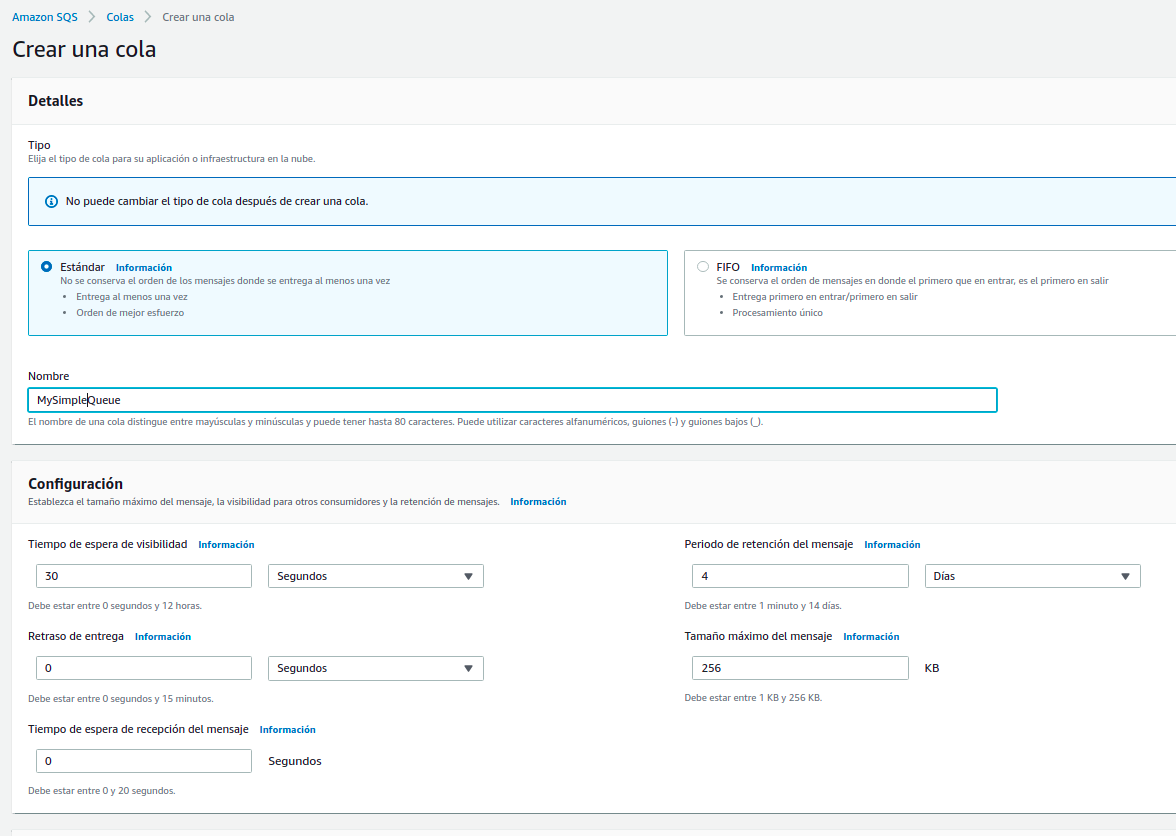 Amazon SQS > Colas > Crear una cola
Crear una cola
Detalles
Tipo
Elija el tipo de cola para su aplicación o infraestructura en la nube.
No puede cambiar el tipo de cola después de crear una cola.
Estándar Información
No se conserva el orden de los mensajes donde se entrega al menos una vez
• Entrega al menos una vez
• Orden de mejor esfuerzo
FIFO Información
Se conserva el orden de mensajes en donde el primero que en entrar, es el primero en salir
• Entrega primero en entrar/primero en salir
• Procesamiento único
Nombre
MySimpleQueue
El nombre de una cola distingue entre mayúsculas y minúsculas y puede tener hasta 80 caracteres. Puede utilizar caracteres alfanuméricos, guiones (-) y guiones bajos (_).
Configuración
Establezca el tamaño máximo del mensaje, la visibilidad para otros consumidores y la retención de mensajes. Información
Tiempo de espera de visibilidad Información
30 Segundos
Debe estar entre 0 segundos y 12 horas.
Periodo de retención del mensaje Información
4 Días
Debe estar entre 1 minuto y 14 días.
Retraso de entrega Información
0 Segundos
Debe estar entre 0 segundos y 15 minutos.
Tamaño máximo del mensaje Información
256 KB
Debe estar entre 1 KB y 256 KB.
Tiempo de espera de recepción del mensaje Información
0 Segundos
Debe estar entre 0 y 20 segundos.